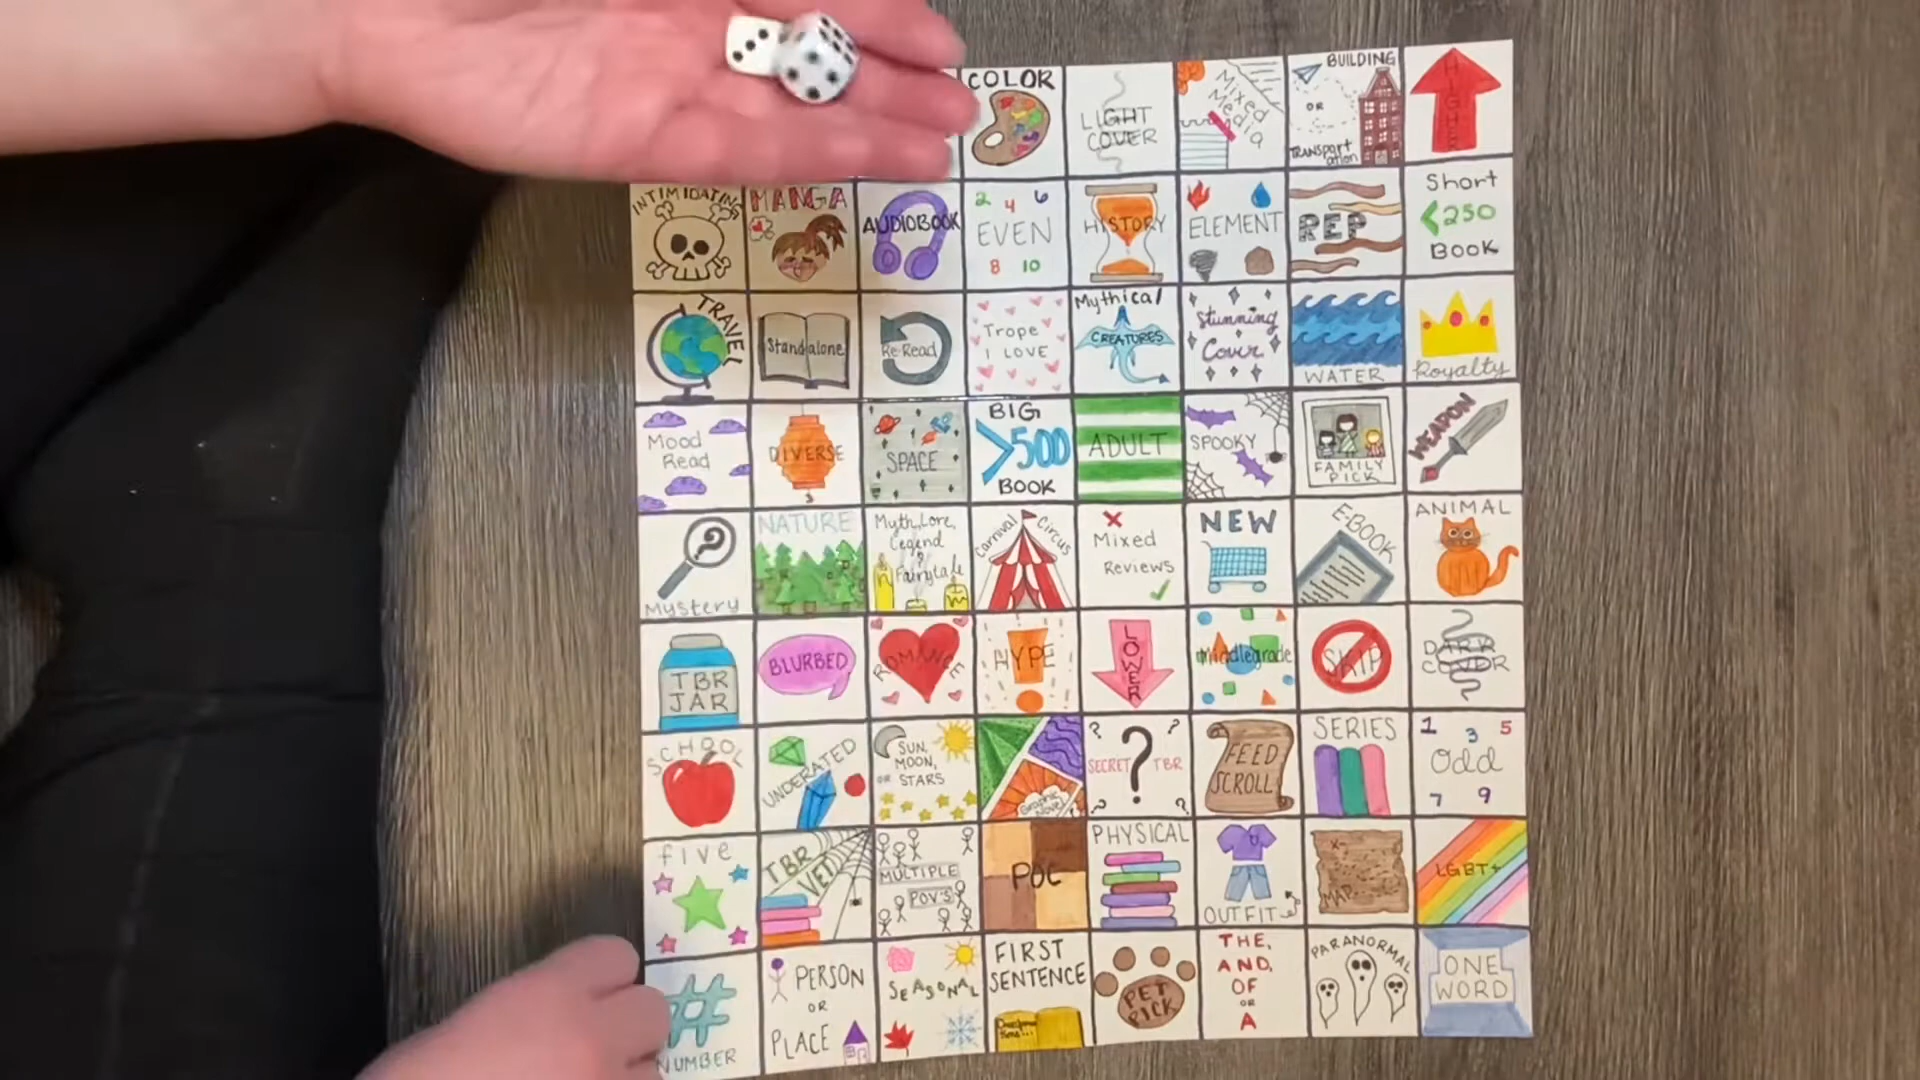 COLOR
LIGHT
COVER
Mixed
Media
BUILDING
OR
TRANSPORT
ation
HIGHER
INTIMIDATING
MANGA
AUDIOBOOK
2 4 6
EVEN
8 10
HISTORY
ELEMENT
REP
Short
<250
BOOK
TRAVEL
Standalone
Re-Read
Trope
I LOVE
Mythical
CREATURES
Stunning
Cover
WATER
Royalty
Mood
Read
DIVERSE
SPACE
BIG
>500
BOOK
ADULT
SPOOKY
FAMILY
PICK
WEAPON
?
Mystery
NATURE
Myth, Lore,
Legend
Fairytale
Carnival Circus
Mixed
Reviews
NEW
E-BOOK
ANIMAL
TBR
JAR
BLURBED
ROMANCE
HYPE
!
LOWER
Middlegrade
SKIP
DARK
COVER
SCHOOL
UNDERATED
SUN,
MOON,
OR STARS
Graphic
Novel
? ?
SECRET ? TBR
? ?
FEED
SCROLL
SERIES
1 3 5
Odd
7 9
five
TBR
VET
MULTIPLE
POV'S
POC
PHYSICAL
OUTFIT
MAP
LGBT+
#
NUMBER
PERSON
OR
PLACE
SEASONAL
FIRST
SENTENCE
PET
PICK
THE,
AND,
OF
OR
A
PARANORMAL
ONE
WORD